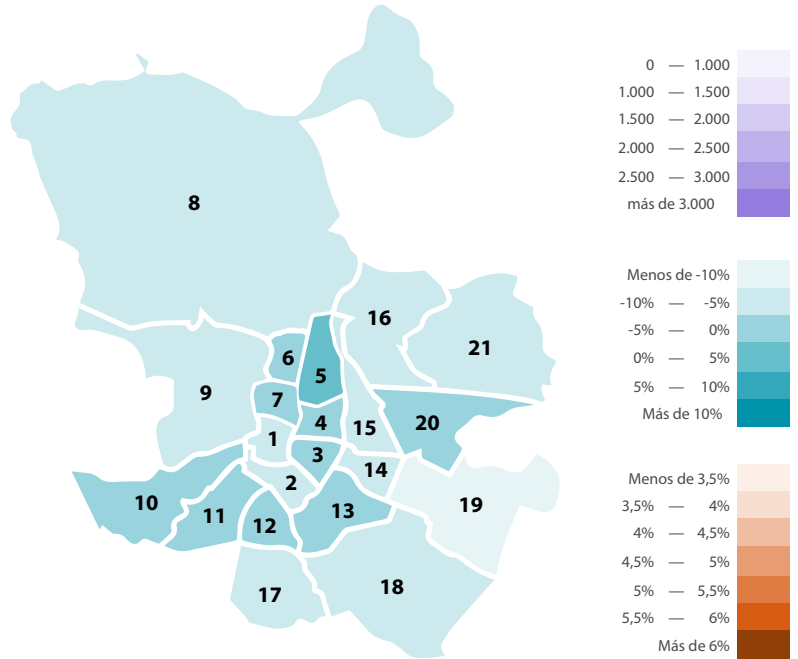 0 — 1.000
1.000 — 1.500
1.500 — 2.000
2.000 — 2.500
2.500 — 3.000
más de 3.000
Menos de -10%
-10% — -5%
-5% — 0%
0% — 5%
5% — 10%
Más de 10%
Menos de 3,5%
3,5% — 4%
4% — 4,5%
4,5% — 5%
5% — 5,5%
5,5% — 6%
Más de 6%
8
16
21
6
5
9
7
4
20
15
1
3
14
2
10
19
13
11
12
18
17